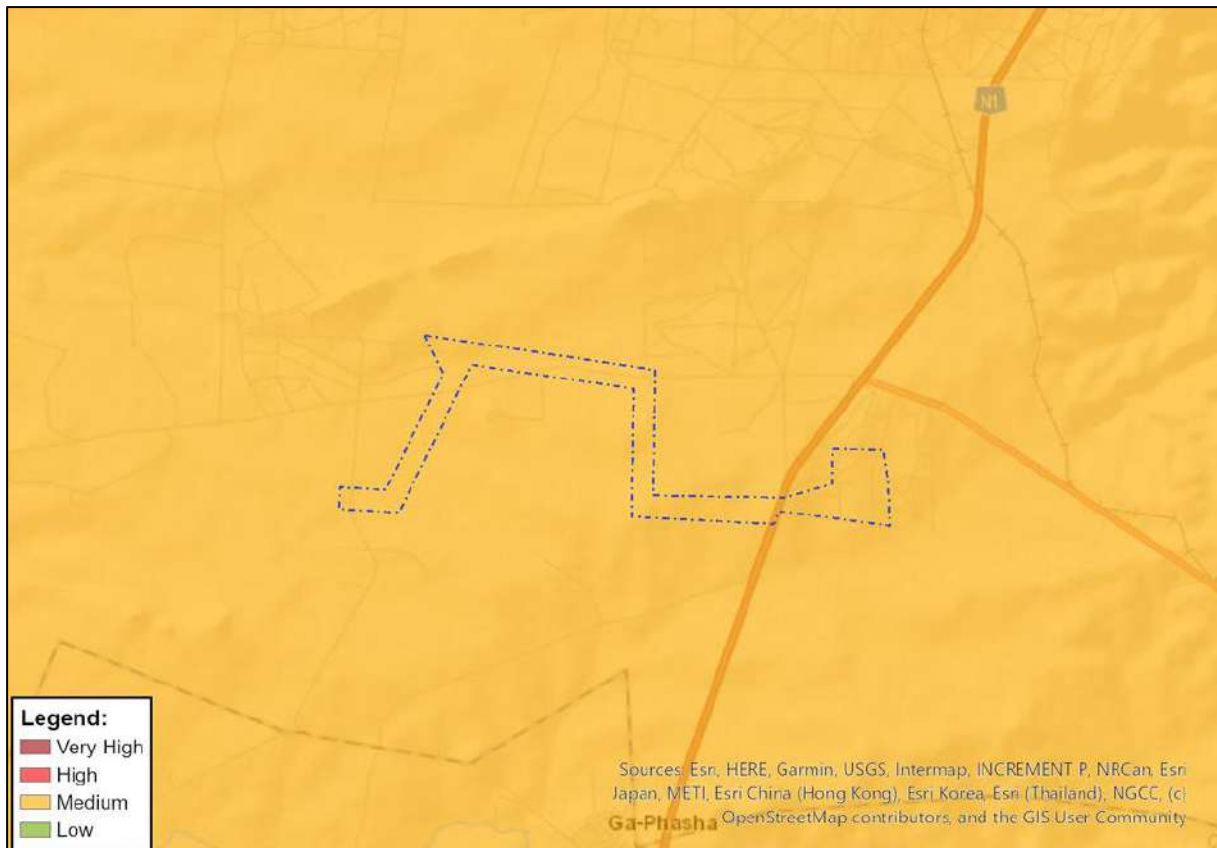 N1
Legend:
Very High
High
Medium
Low
Sources: Esri, HERE, Garmin, USGS, Intermap, INCREMENT P, NRCan, Esri
Japan, METI, Esri China (Hong Kong), Esri Korea, Esri (Thailand), NGCC, (c)
OpenStreetMap contributors, and the GIS User Community
Ga-Phasha